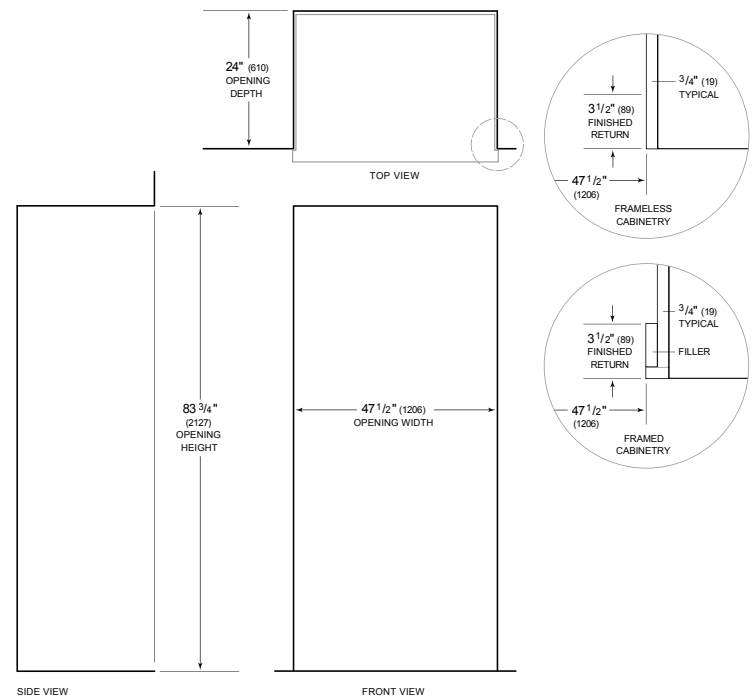 24" (610)
OPENING
DEPTH
TOP VIEW
3/4" (19)
TYPICAL
3 1/2" (89)
FINISHED
RETURN
47 1/2"
(1206)
FRAMELESS
CABINETRY
3/4" (19)
TYPICAL
3 1/2" (89)
FINISHED
RETURN
FILLER
47 1/2"
(1206)
FRAMED
CABINETRY
83 3/4"
(2127)
OPENING
HEIGHT
47 1/2" (1206)
OPENING WIDTH
SIDE VIEW
FRONT VIEW